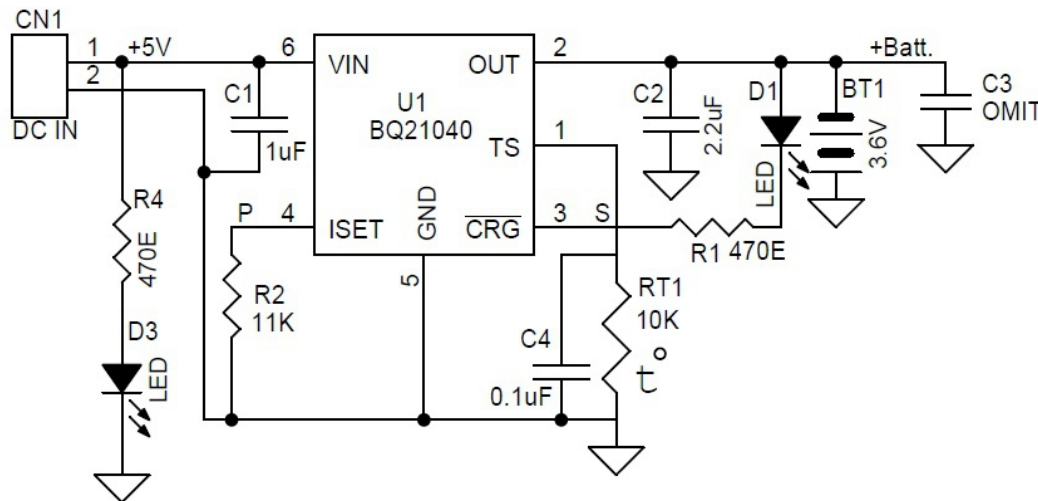 CN1
1
2
DC IN
+5V
R4
470E
D3
LED
C1
1uF
6
VIN
U1
BQ21040
OUT
2
TS
1
CRG
3
S
P
4
ISET
GND
5
R2
11K
C2
2.2uF
D1
LED
BT1
3.6V
+Batt.
C3
OMIT
R1 470E
RT1
10K
t°
C4
0.1uF